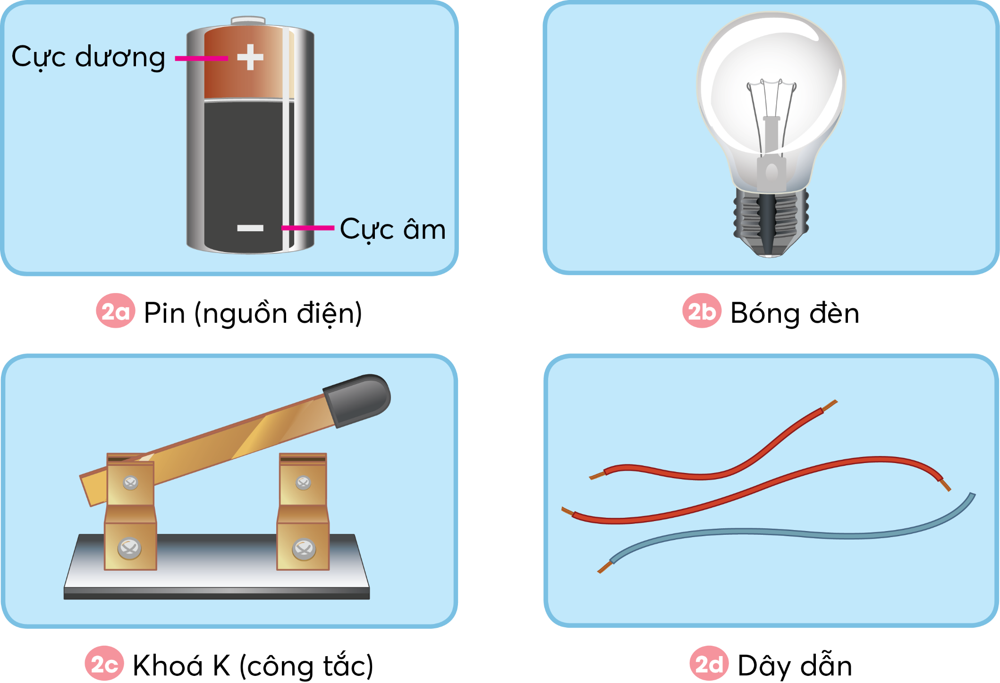 Cực dương
+
−
Cực âm
2a Pin (nguồn điện)
2b Bóng đèn
2c Khoá K (công tắc)
2d Dây dẫn